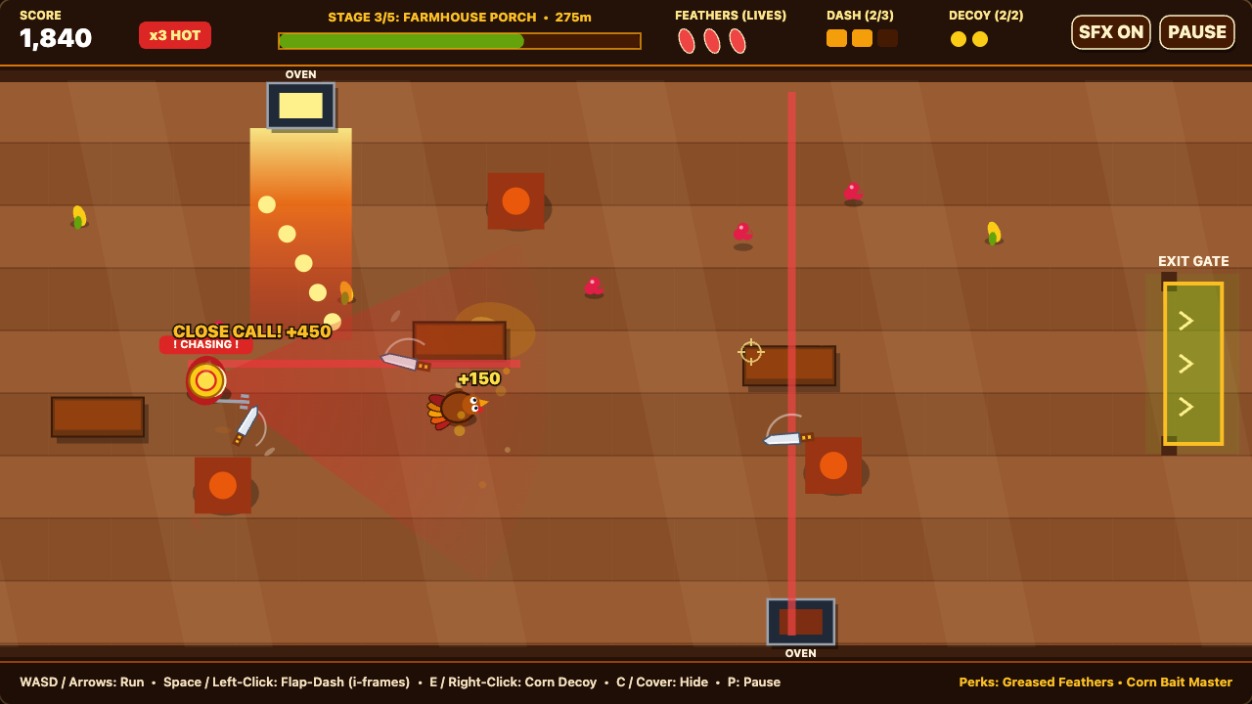 SCORE
1,840
x3 HOT
STAGE 3/5: FARMHOUSE PORCH • 275m
FEATHERS (LIVES)
DASH (2/3)
DECOY (2/2)
SFX ON
PAUSE
OVEN
EXIT GATE
CLOSE CALL! +450
! CHASING !
+150
OVEN
WASD / Arrows: Run • Space / Left-Click: Flap-Dash (i-frames) • E / Right-Click: Corn Decoy • C / Cover: Hide • P: Pause
Perks: Greased Feathers • Corn Bait Master